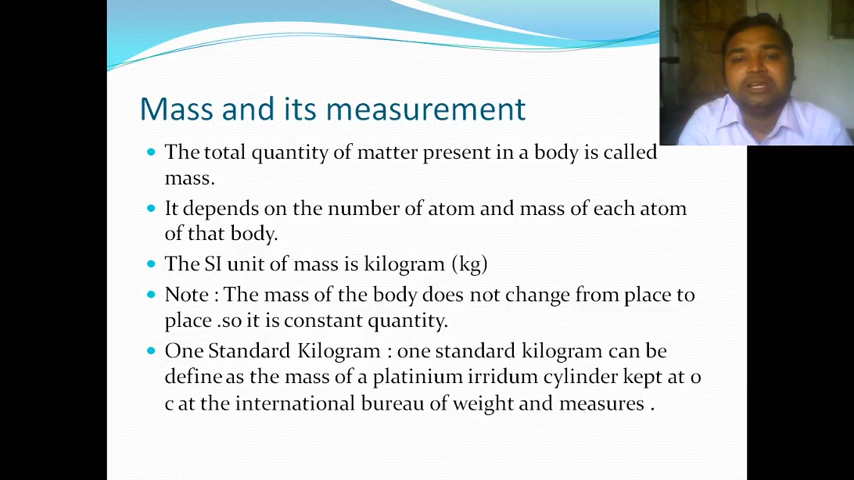 Mass and its measurement
The total quantity of matter present in a body is called
mass.
It depends on the number of atom and mass of each atom
of that body.
The SI unit of mass is kilogram (kg)
Note : The mass of the body does not change from place to
place .so it is constant quantity.
One Standard Kilogram : one standard kilogram can be
define as the mass of a platinium irridum cylinder kept at o
c at the international bureau of weight and measures .